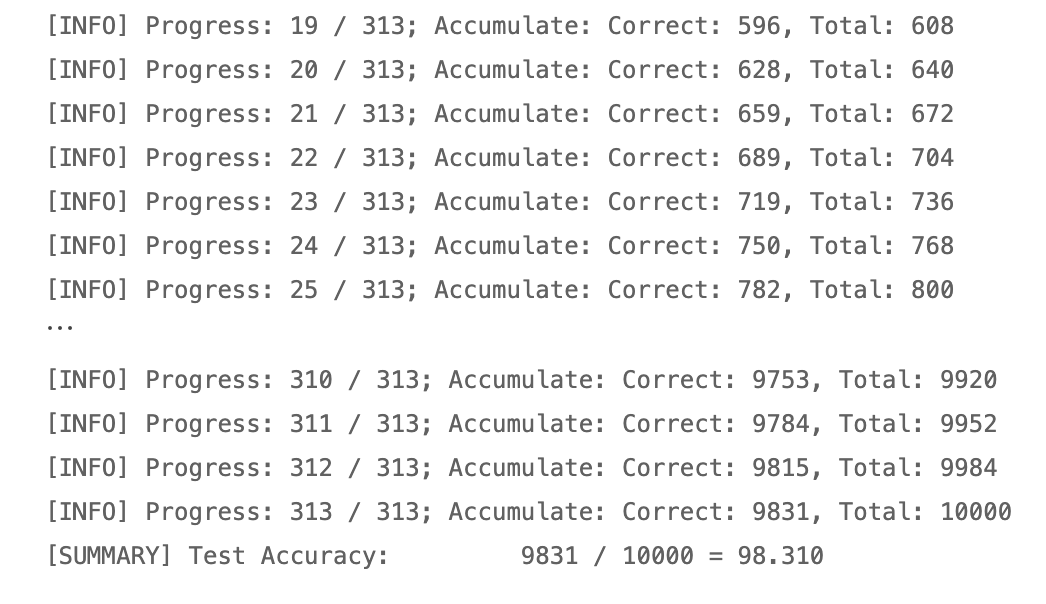 [INFO] Progress: 19 / 313; Accumulate: Correct: 596, Total: 608
[INFO] Progress: 20 / 313; Accumulate: Correct: 628, Total: 640
[INFO] Progress: 21 / 313; Accumulate: Correct: 659, Total: 672
[INFO] Progress: 22 / 313; Accumulate: Correct: 689, Total: 704
[INFO] Progress: 23 / 313; Accumulate: Correct: 719, Total: 736
[INFO] Progress: 24 / 313; Accumulate: Correct: 750, Total: 768
[INFO] Progress: 25 / 313; Accumulate: Correct: 782, Total: 800
...
[INFO] Progress: 310 / 313; Accumulate: Correct: 9753, Total: 9920
[INFO] Progress: 311 / 313; Accumulate: Correct: 9784, Total: 9952
[INFO] Progress: 312 / 313; Accumulate: Correct: 9815, Total: 9984
[INFO] Progress: 313 / 313; Accumulate: Correct: 9831, Total: 10000
[SUMMARY] Test Accuracy:         9831 / 10000 = 98.310